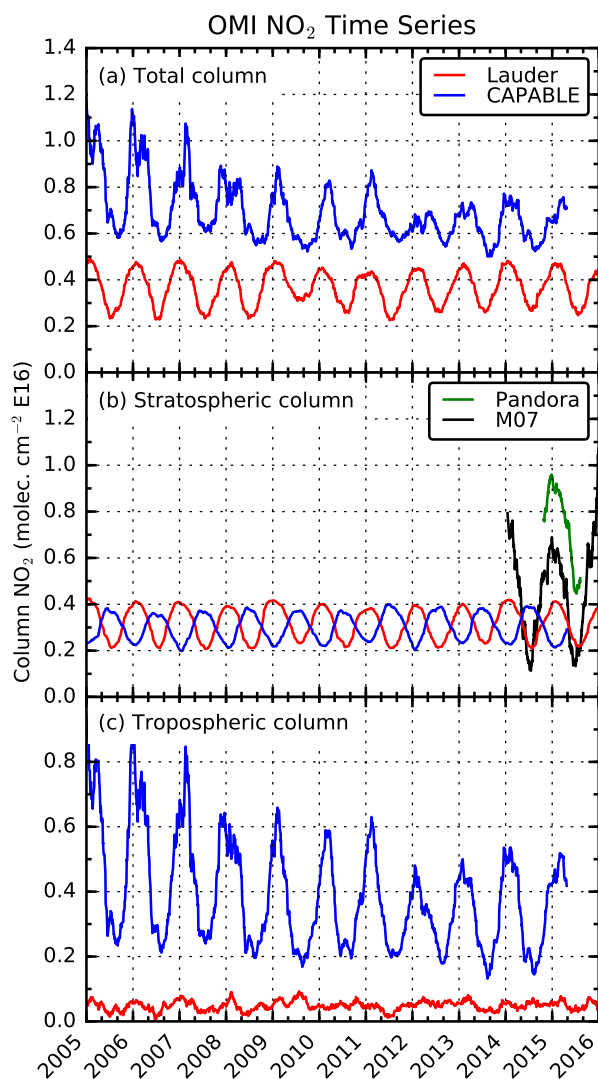 OMI NO₂ Time Series
1.4
(a) Total column
Lauder
CAPABLE
1.2
1.0
0.8
0.6
0.4
0.2
0.0
(b) Stratospheric column
Pandora
M07
1.2
1.0
0.8
0.6
0.4
0.2
0.0
Column NO₂ (molec. cm⁻² E16)
(c) Tropospheric column
0.8
0.6
0.4
0.2
0.0
2005 2006 2007 2008 2009 2010 2011 2012 2013 2014 2015 2016